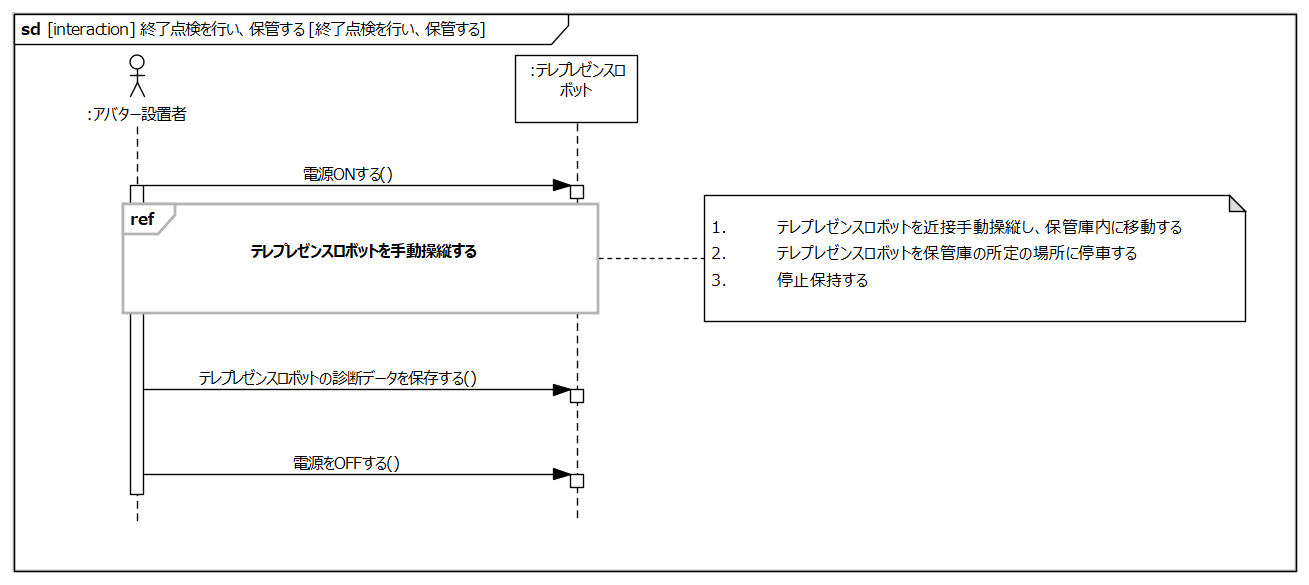 sd [interaction] 終了点検を行い、保管する [終了点検を行い、保管する]
:アバター設置者
:テレプレゼンスロ
ボット
電源ONする()
ref
テレプレゼンスロボットを手動操縦する
1. テレプレゼンスロボットを近接手動操縦し、保管庫内に移動する
2. テレプレゼンスロボットを保管庫の所定の場所に停車する
3. 停止保持する
テレプレゼンスロボットの診断データを保存する()
電源をOFFする()